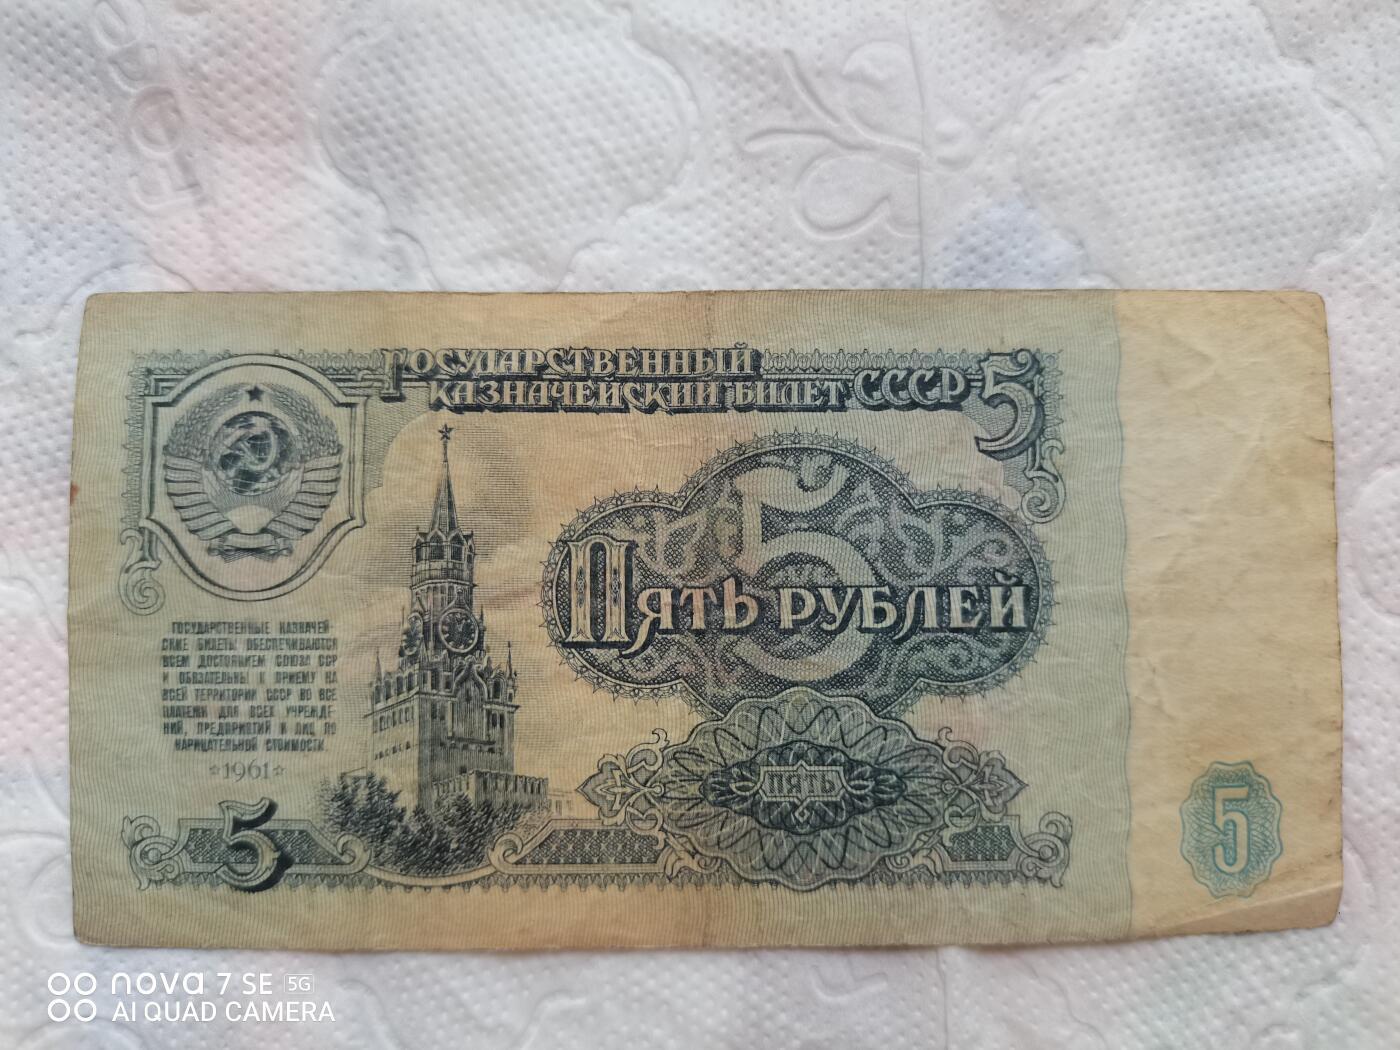 Государственный
казначейский билет СССР 5
Пять рублей
5
ГОСУДАРСТВЕННЫЕ КАЗНАЧЕЙ
СКИЕ БИЛЕТЫ ОБЕСПЕЧИВАЮТСЯ
ВСЕМ ДОСТОЯНИЕМ СОЮЗА ССР
И ОБЯЗАТЕЛЬНЫ К ПРИЕМУ НА
ВСЕЙ ТЕРРИТОРИИ СССР ВО ВСЕ
ПЛАТЕЖИ ДЛЯ ВСЕХ УЧРЕЖДЕ-
НИЙ, ПРЕДПРИЯТИЙ И ЛИЦ ПО
НАРИЦАТЕЛЬНОЙ СТОИМОСТИ.
☆1961☆
ПЯТЬ
5
5
nova 7 SE 5G
AI QUAD CAMERA